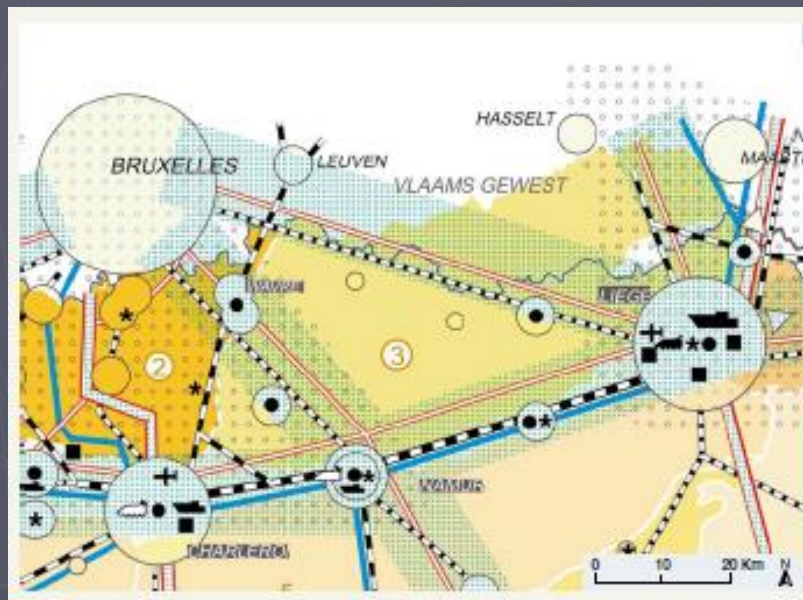 HASSELT
BRUXELLES
LEUVEN
VLAAMS GEWEST
WAVRE
LIEGE
2
3
NAMUR
CHARLEROI
0 10 20 Km
N